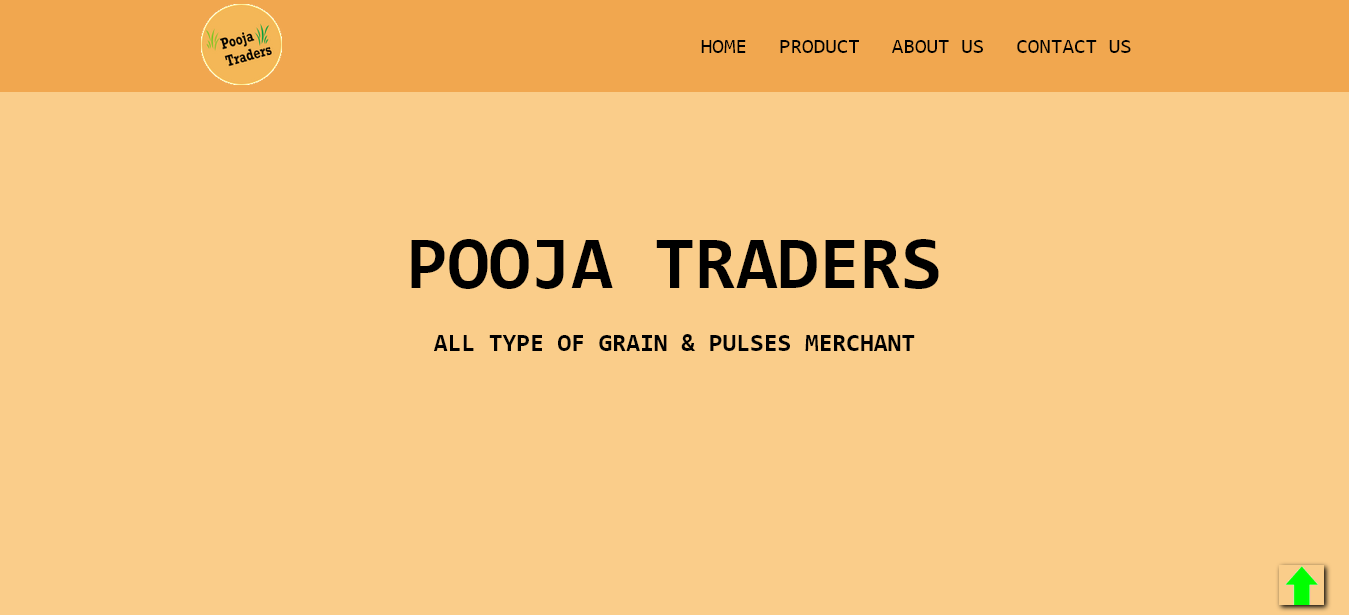 Pooja
Traders
HOME PRODUCT ABOUT US CONTACT US
POOJA TRADERS
ALL TYPE OF GRAIN & PULSES MERCHANT